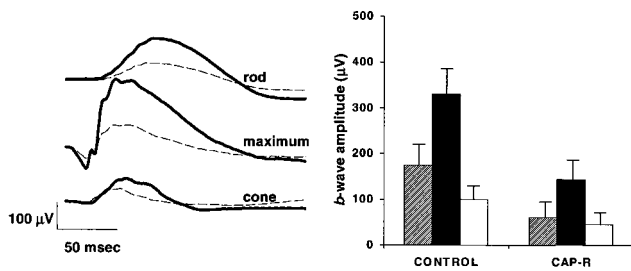 rod
maximum
cone
100 µV
50 msec
b-wave amplitude (µV)
500
400
300
200
100
0
CONTROL
CAP-R